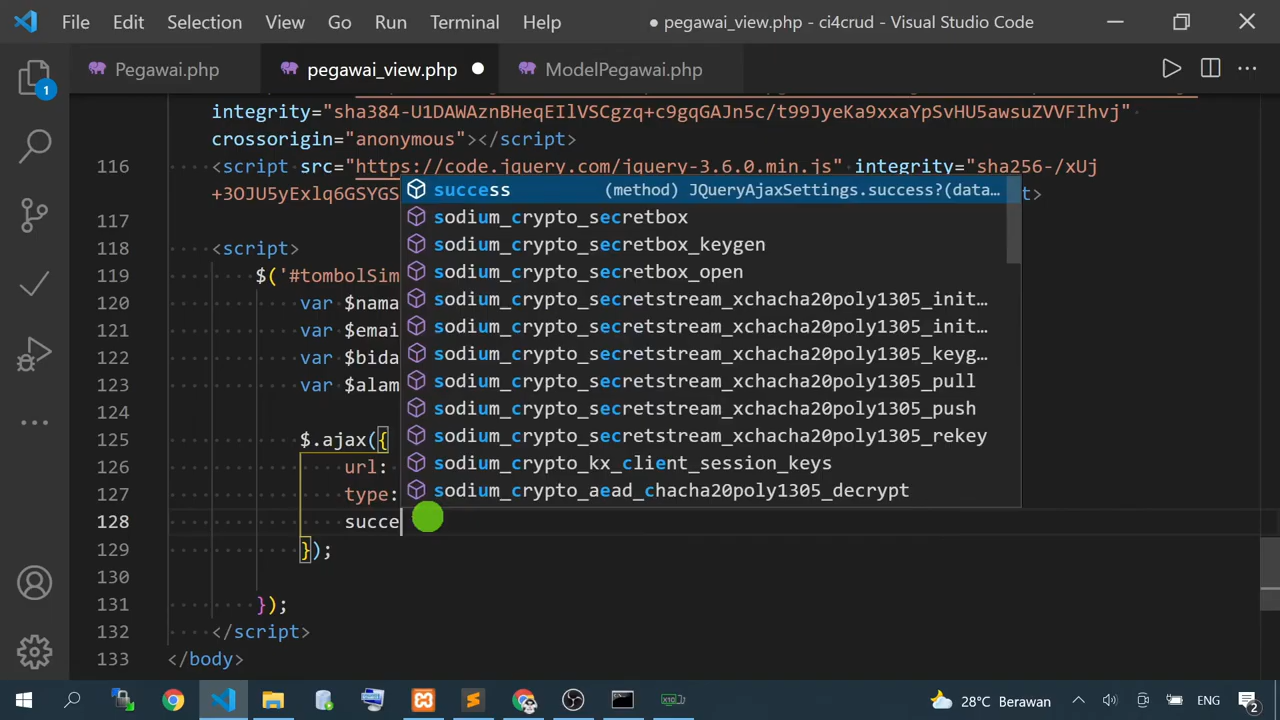 File Edit Selection View Go Run Terminal Help
● pegawai_view.php - ci4crud - Visual Studio Code
Pegawai.php
pegawai_view.php
ModelPegawai.php
1
integrity="sha384-U1DAWAznBHeqEIlVSCgzq+c9gqGAJn5c/t99JyeKa9xxaYpSvHU5awsuZVVFIhvj"
crossorigin="anonymous"></script>
116 <script src="https://code.jquery.com/jquery-3.6.0.min.js" integrity="sha256-/xUj
+3OJU5yExlq6GSYGS
t>
117
118 <script>
119 $('#tombolSim
120 var $nama
121 var $emai
122 var $bida
123 var $alam
124
125 $.ajax({
126 url:
127 type:
128 succe
129 });
130
131 });
132 </script>
133 </body>
success (method) JQueryAjaxSettings.success?(data…
sodium_crypto_secretbox
sodium_crypto_secretbox_keygen
sodium_crypto_secretbox_open
sodium_crypto_secretstream_xchacha20poly1305_init…
sodium_crypto_secretstream_xchacha20poly1305_init…
sodium_crypto_secretstream_xchacha20poly1305_keyg…
sodium_crypto_secretstream_xchacha20poly1305_pull
sodium_crypto_secretstream_xchacha20poly1305_push
sodium_crypto_secretstream_xchacha20poly1305_rekey
sodium_crypto_kx_client_session_keys
sodium_crypto_aead_chacha20poly1305_decrypt
28°C Berawan
ENG
2